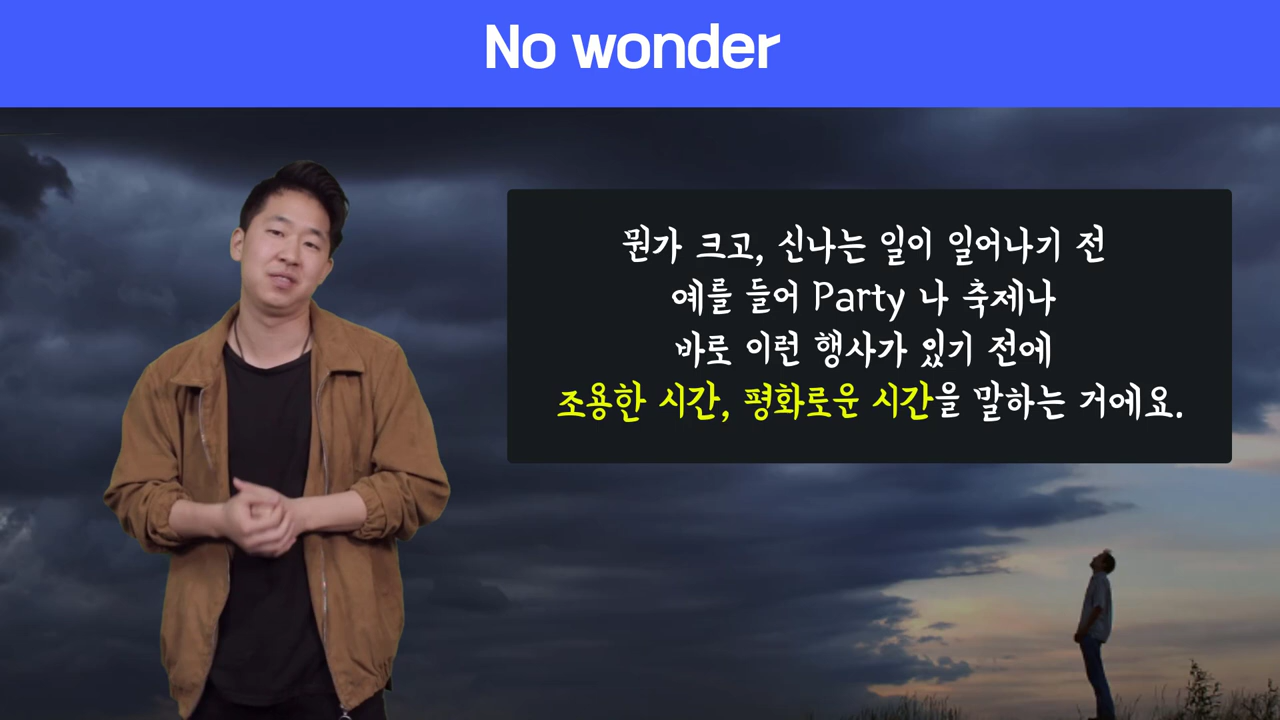 No wonder
뭔가 크고, 신나는 일이 일어나기 전
예를 들어 Party 나 축제나
바로 이런 행사가 있기 전에
조용한 시간, 평화로운 시간을 말하는 거에요.